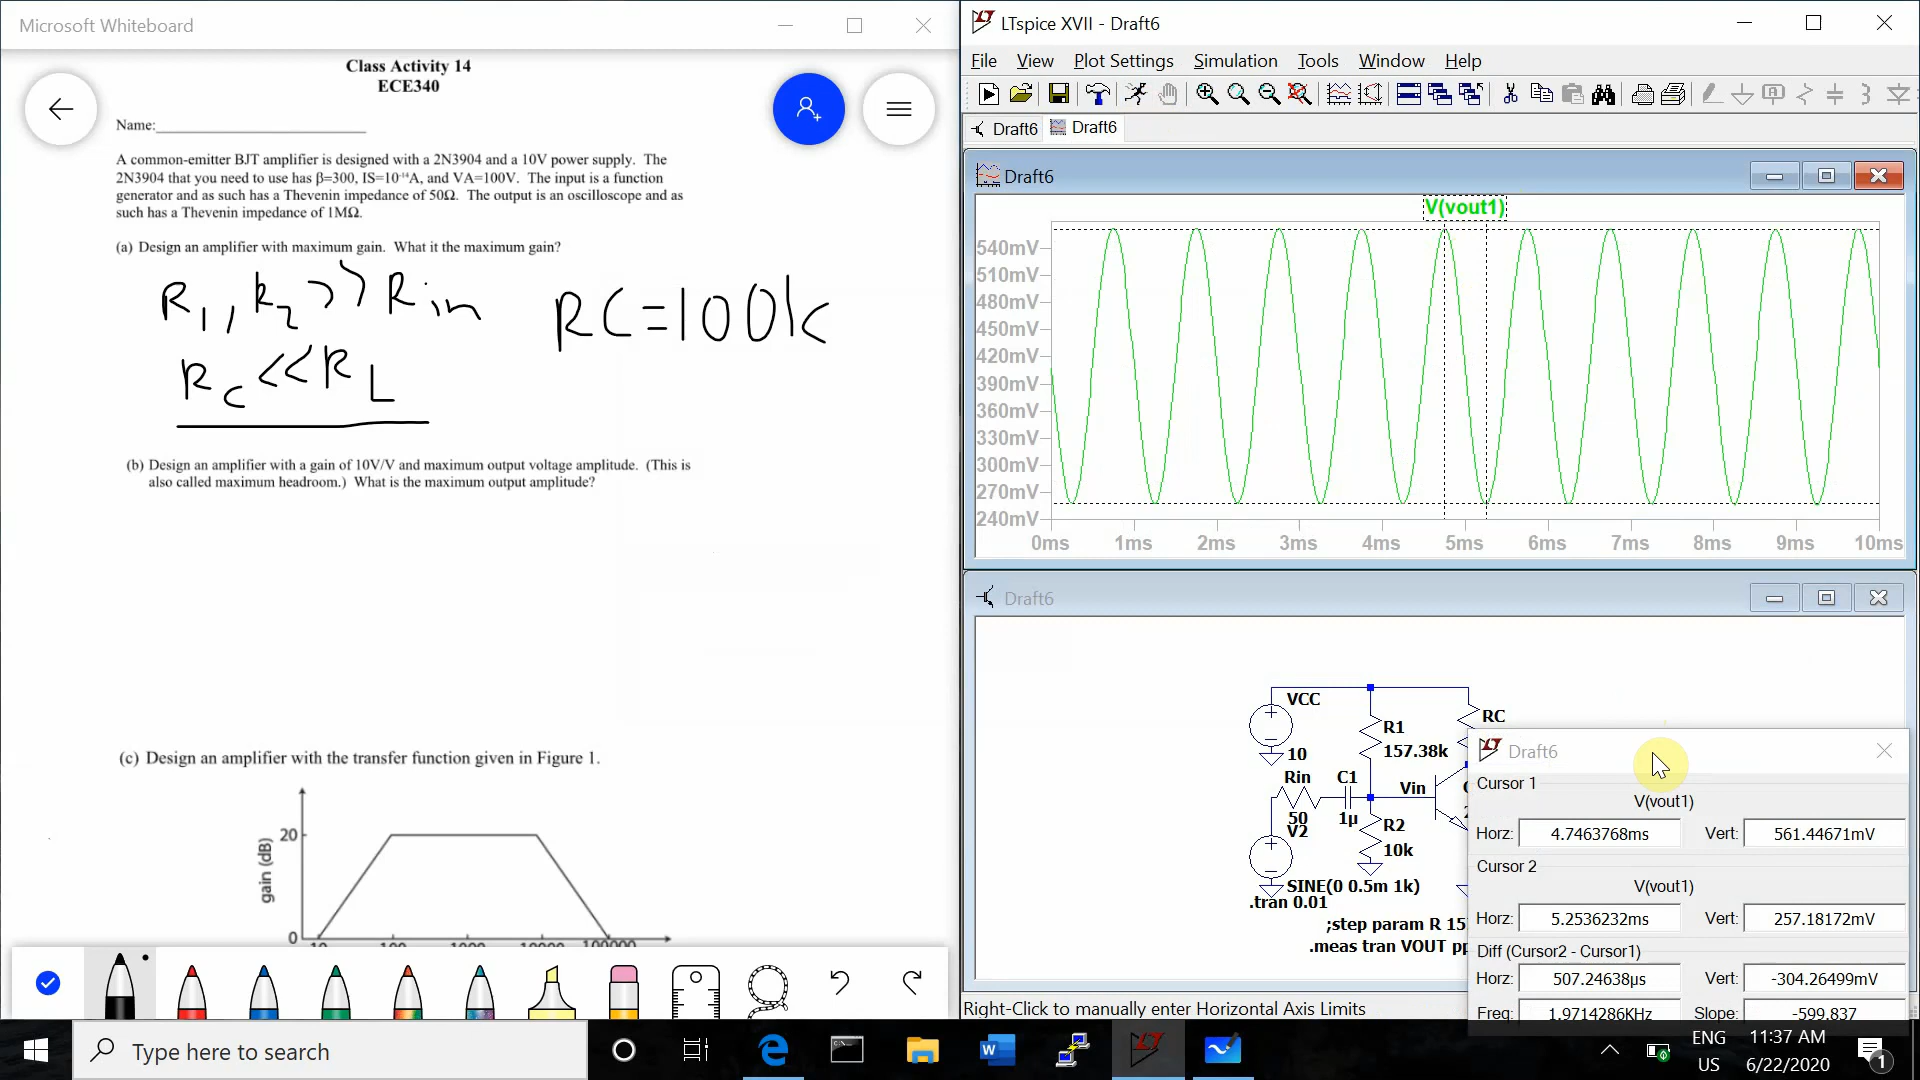 Microsoft Whiteboard
Class Activity 14
ECE340
Name:
A common-emitter BJT amplifier is designed with a 2N3904 and a 10V power supply. The
2N3904 that you need to use has β=300, IS=10⁻¹⁴A, and VA=100V. The input is a function
generator and as such has a Thevenin impedance of 50Ω. The output is an oscilloscope and as
such has a Thevenin impedance of 1MΩ.
(a) Design an amplifier with maximum gain. What it the maximum gain?
R1, R2 >> Rin
RC=100k
RC << RL
(b) Design an amplifier with a gain of 10V/V and maximum output voltage amplitude. (This is
also called maximum headroom.) What is the maximum output amplitude?
(c) Design an amplifier with the transfer function given in Figure 1.
gain (dB)
20
0
10 100 1000 10000 100000
LTspice XVII - Draft6
File View Plot Settings Simulation Tools Window Help
Draft6 Draft6
Draft6
V(vout1)
540mV
510mV
480mV
450mV
420mV
390mV
360mV
330mV
300mV
270mV
240mV
0ms 1ms 2ms 3ms 4ms 5ms 6ms 7ms 8ms 9ms 10ms
Draft6
VCC
10
R1
157.38k
RC
Rin
50
C1
1µ
Vin
V2
R2
10k
SINE(0 0.5m 1k)
.tran 0.01
;step param R 15
.meas tran VOUT pp
Draft6
Cursor 1
V(vout1)
Horz: 4.7463768ms Vert: 561.44671mV
Cursor 2
V(vout1)
Horz: 5.2536232ms Vert: 257.18172mV
Diff (Cursor2 - Cursor1)
Horz: 507.24638µs Vert: -304.26499mV
Freq: 1.9714286KHz Slope: -599.837
Right-Click to manually enter Horizontal Axis Limits
Type here to search
ENG
US
11:37 AM
6/22/2020
1